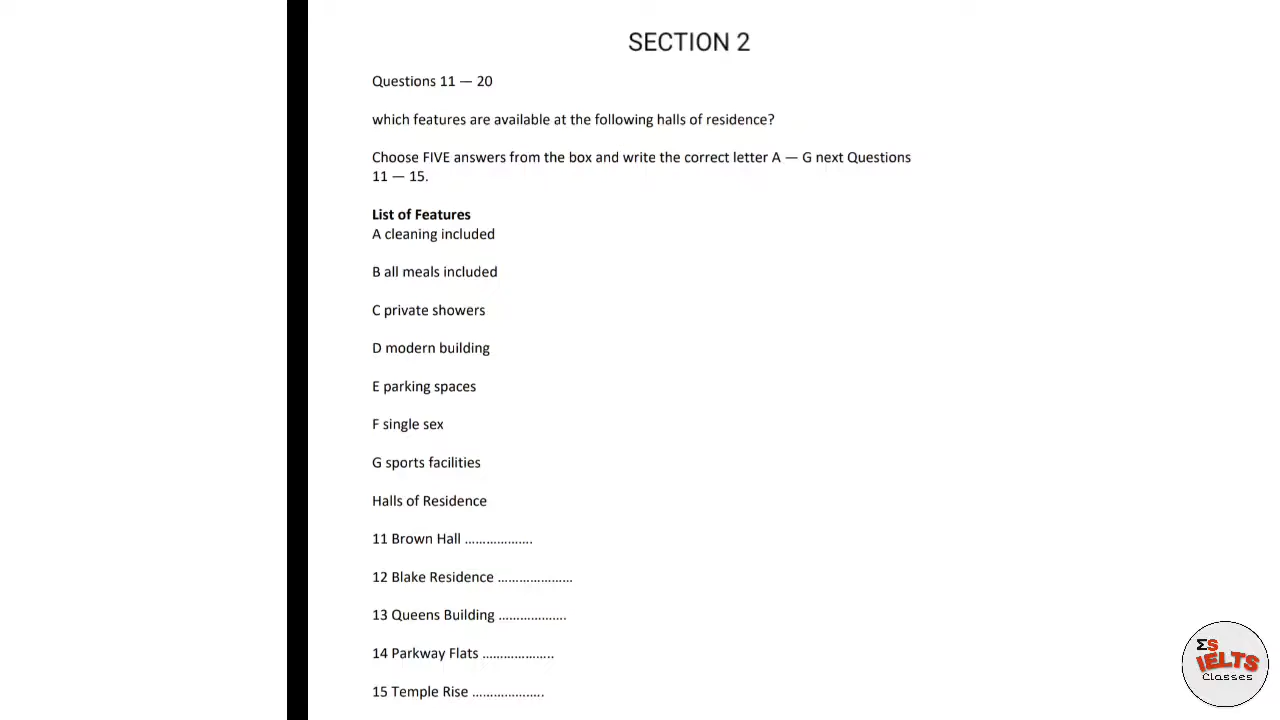 SECTION 2
Questions 11 — 20
which features are available at the following halls of residence?
Choose FIVE answers from the box and write the correct letter A — G next Questions
11 — 15.
List of Features
A cleaning included
B all meals included
C private showers
D modern building
E parking spaces
F single sex
G sports facilities
Halls of Residence
11 Brown Hall ..................
12 Blake Residence .....................
13 Queens Building ...................
14 Parkway Flats ....................
15 Temple Rise ....................
ΣS
IELTS
Classes